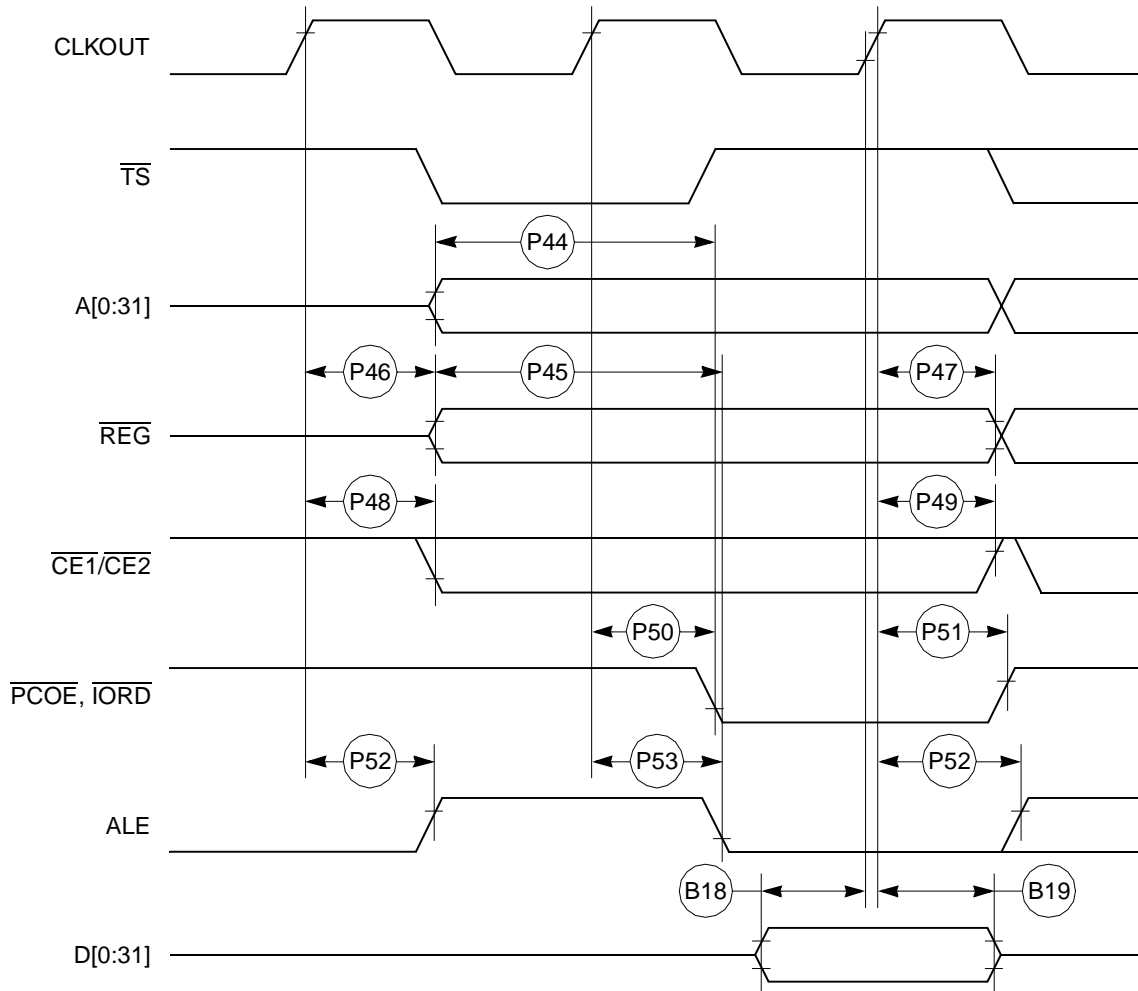 CLKOUT
TS
P44
A[0:31]
P46 P45 P47
REG
P48 P49
CE1/CE2
P50 P51
PCOE, IORD
P52 P53 P52
ALE
B18 B19
D[0:31]